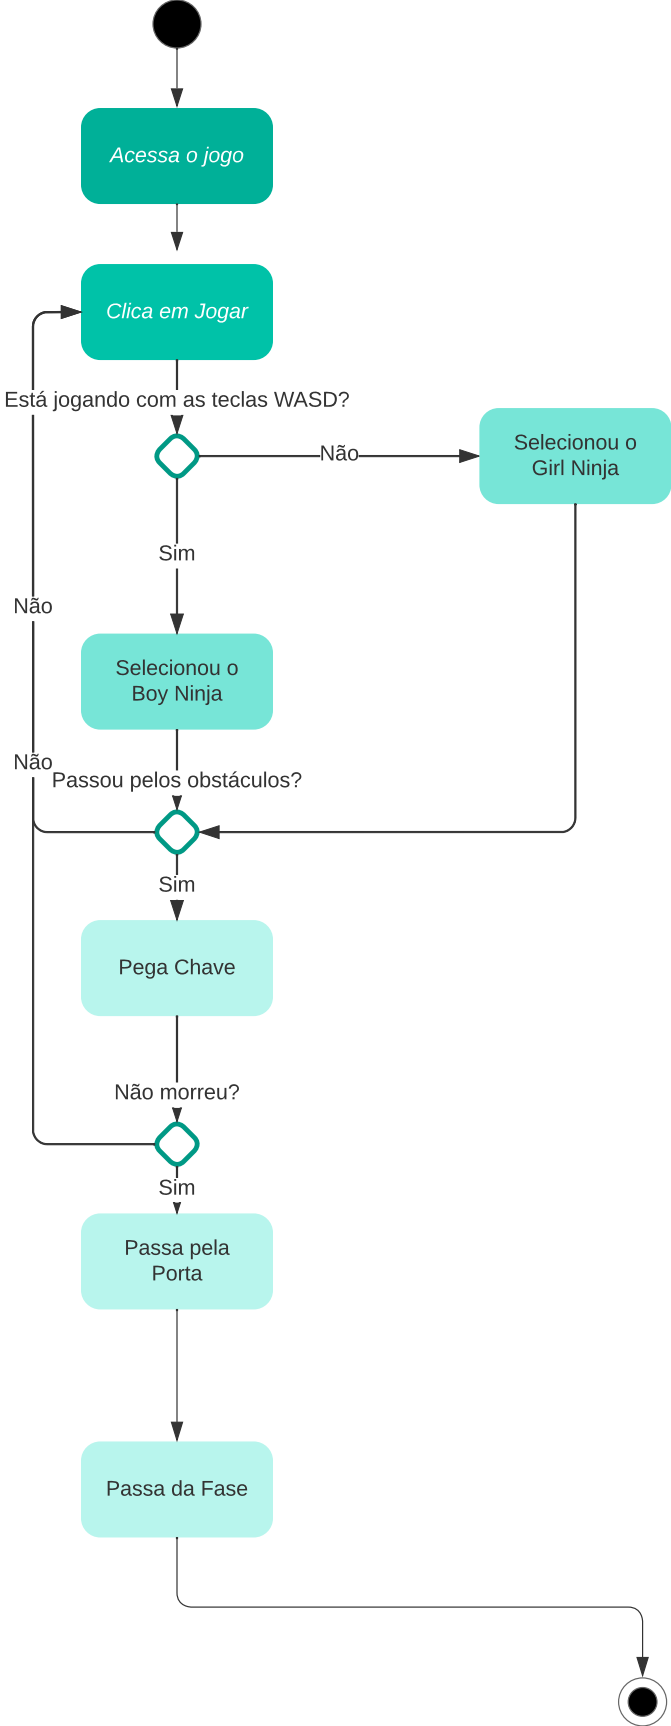 Acessa o jogo
Clica em Jogar
Está jogando com as teclas WASD?
Não
Selecionou o
Girl Ninja
Sim
Não
Selecionou o
Boy Ninja
Não
Passou pelos obstáculos?
Sim
Pega Chave
Não morreu?
Sim
Passa pela
Porta
Passa da Fase